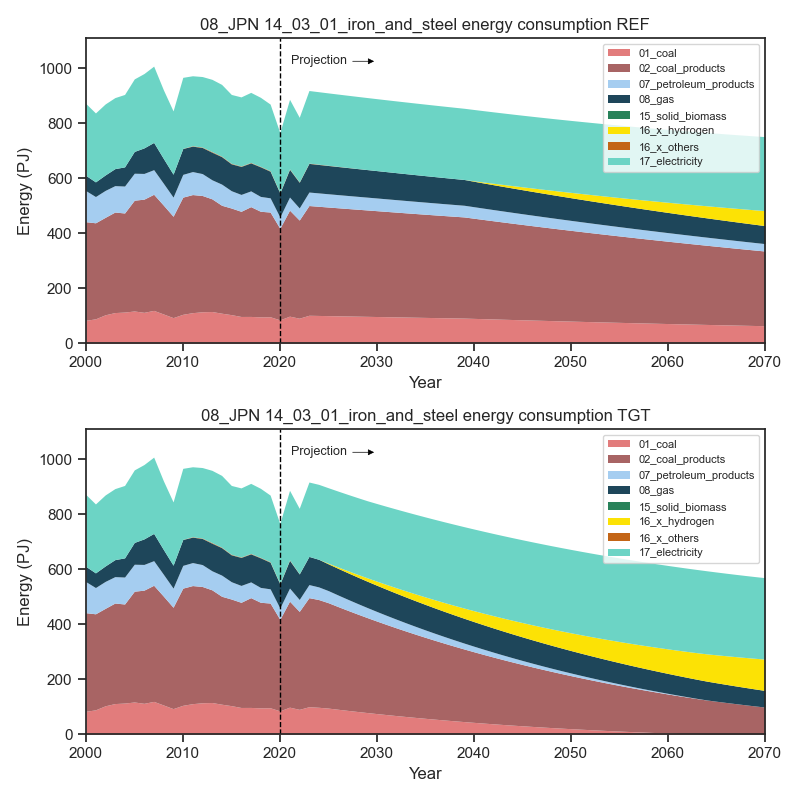 08_JPN 14_03_01_iron_and_steel energy consumption REF
Energy (PJ)
1000
800
600
400
200
0
Projection
01_coal
02_coal_products
07_petroleum_products
08_gas
15_solid_biomass
16_x_hydrogen
16_x_others
17_electricity
2000 2010 2020 2030 2040 2050 2060 2070
Year
08_JPN 14_03_01_iron_and_steel energy consumption TGT
Energy (PJ)
1000
800
600
400
200
0
Projection
01_coal
02_coal_products
07_petroleum_products
08_gas
15_solid_biomass
16_x_hydrogen
16_x_others
17_electricity
2000 2010 2020 2030 2040 2050 2060 2070
Year